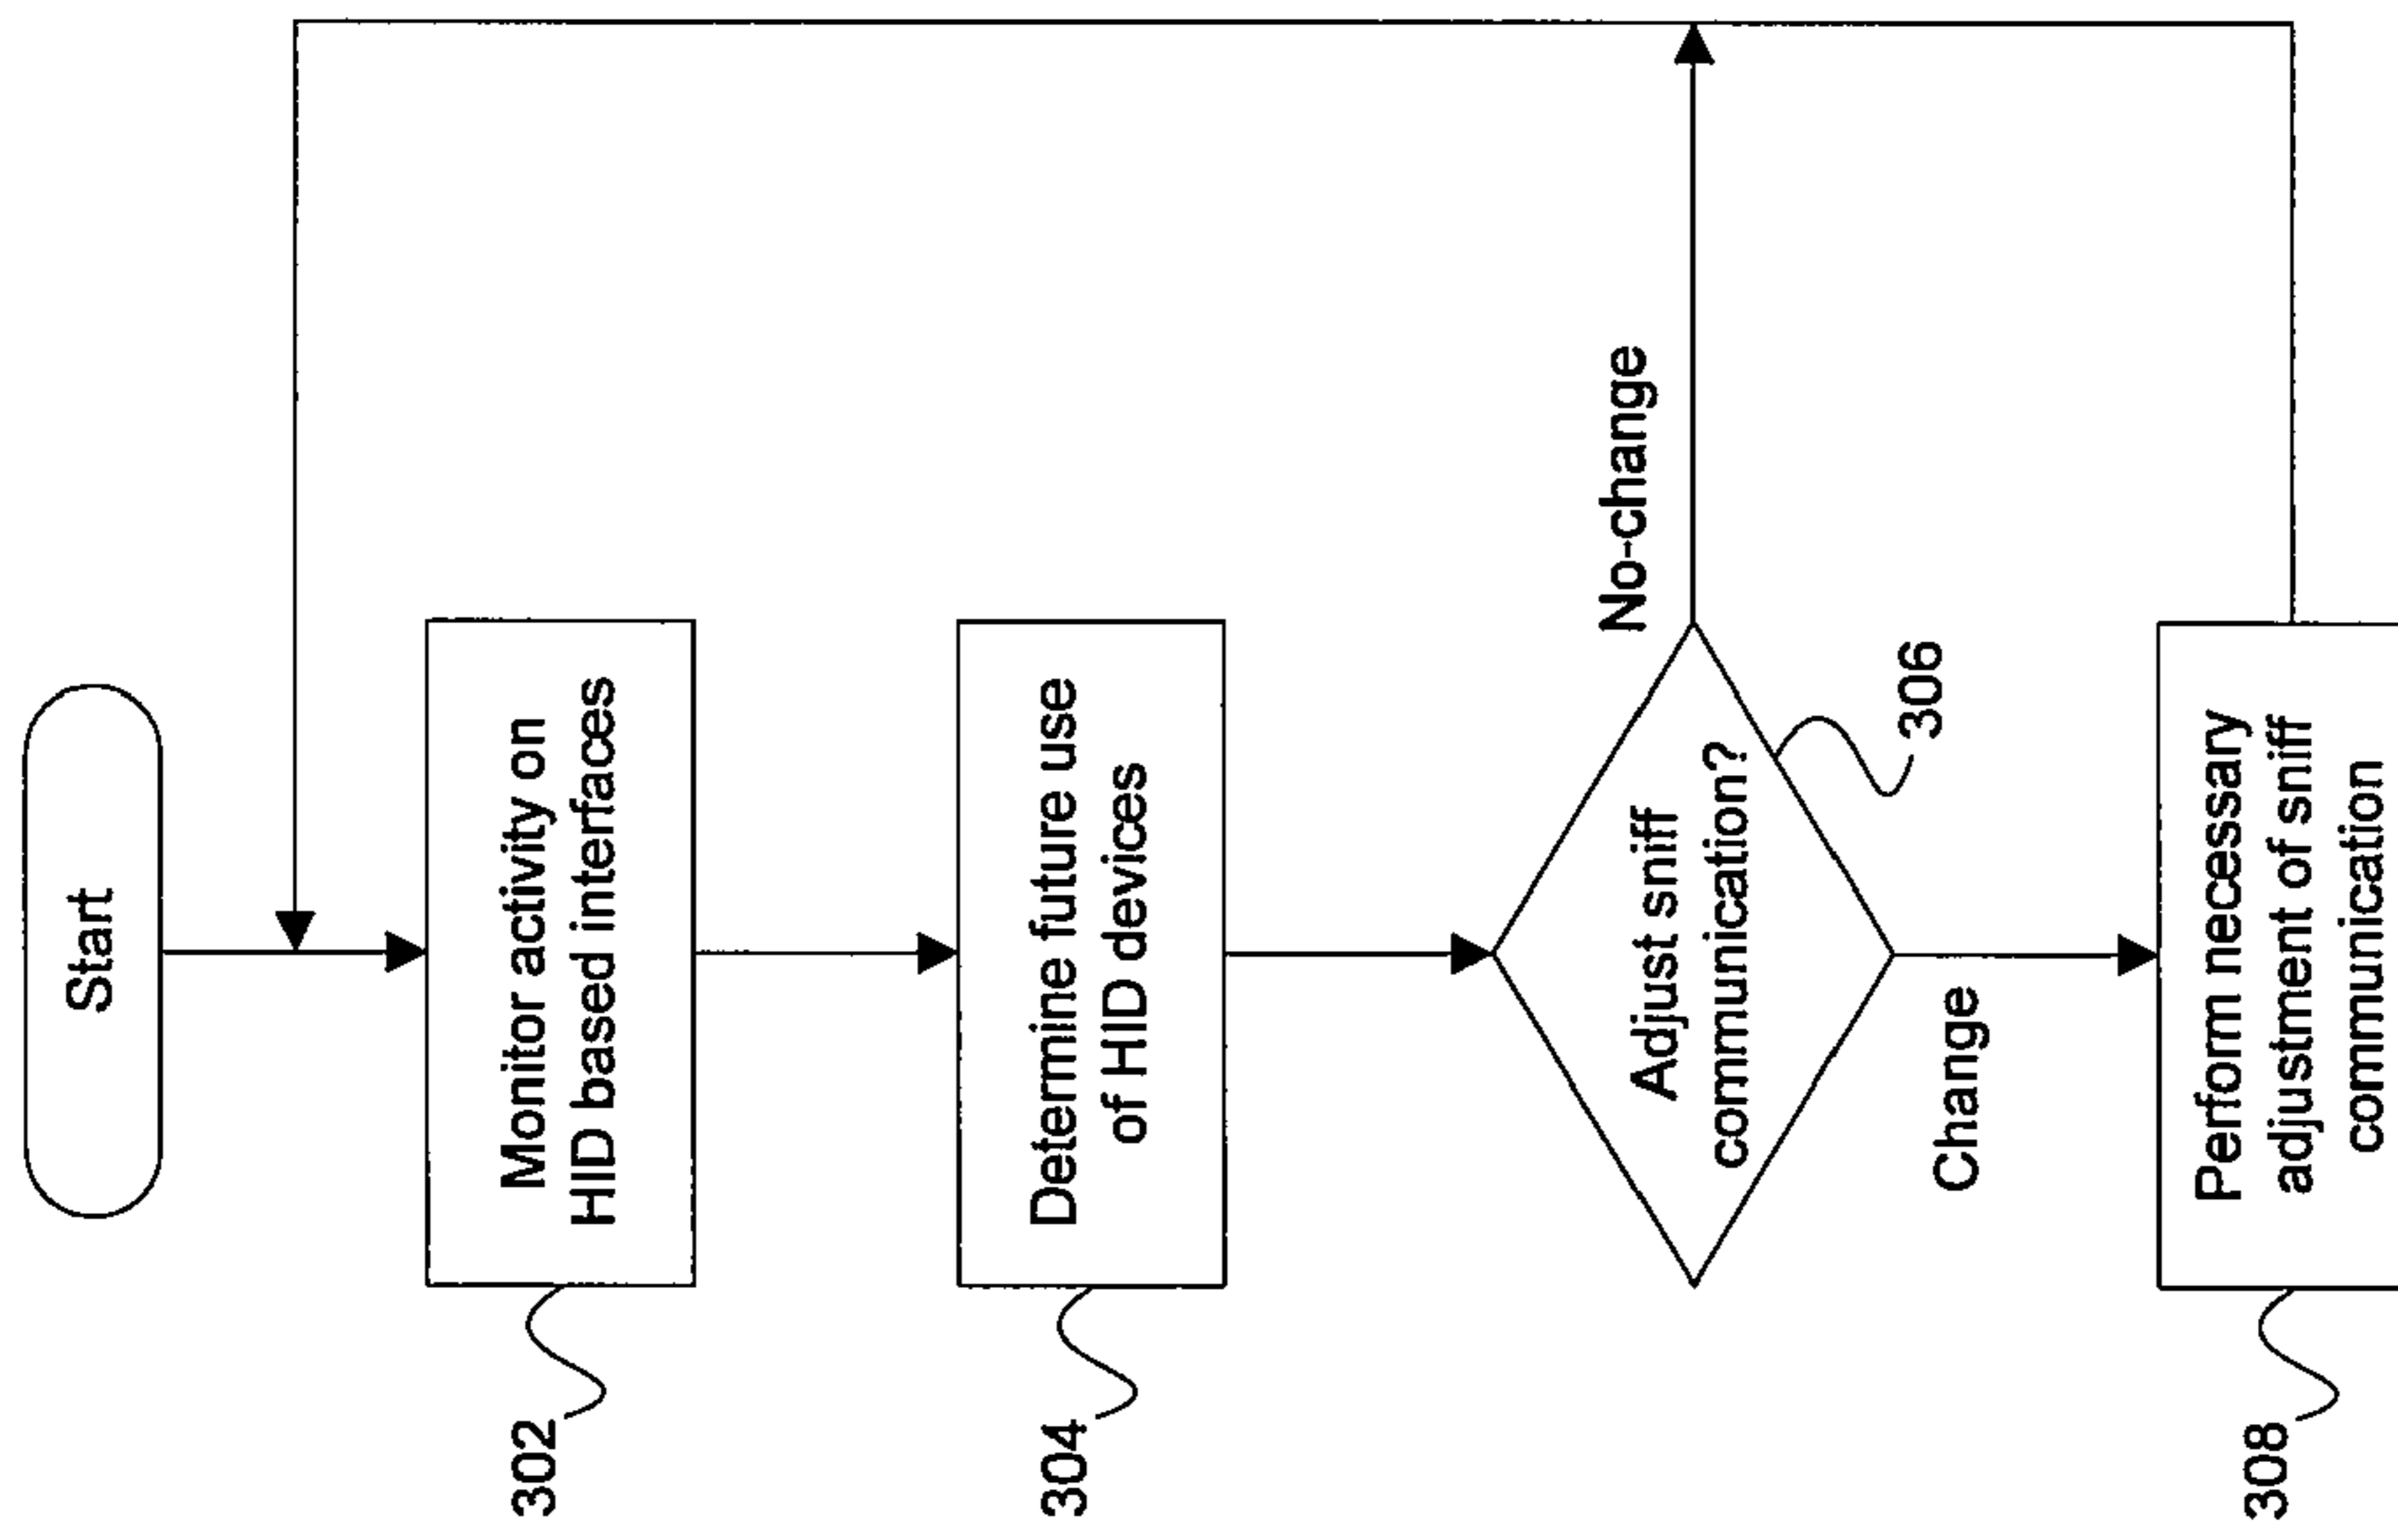 Start
302
Monitor activity on
HID based interfaces
304
Determine future use
of HID devices
Adjust sniff
communication?
306
No-change
Change
308
Perform necessary
adjustment of sniff
communication